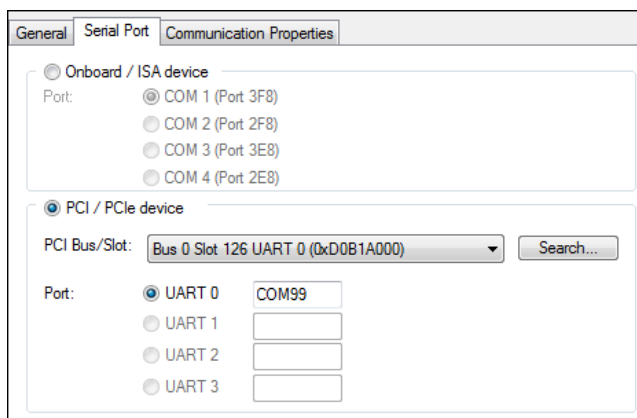 General Serial Port Communication Properties
Onboard / ISA device
Port: COM 1 (Port 3F8)
COM 2 (Port 2F8)
COM 3 (Port 3E8)
COM 4 (Port 2E8)
PCI / PCIe device
PCI Bus/Slot: Bus 0 Slot 126 UART 0 (0xD0B1A000) Search...
Port: UART 0 COM99
UART 1
UART 2
UART 3